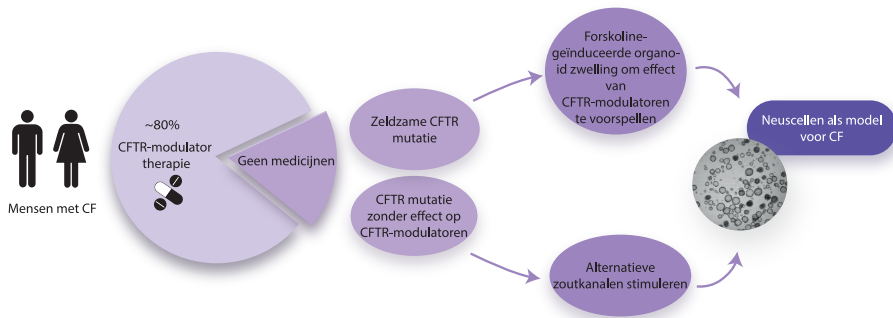 Mensen met CF
~80%
CFTR-modulator
therapie
Geen medicijnen
Zeldzame CFTR
mutatie
CFTR mutatie
zonder effect op
CFTR-modulatoren
Forskoline-
geïnduceerde organo-
id zwelling om effect
van
CFTR-modulatoren
te voorspellen
Alternatieve
zoutkanalen stimuleren
Neuscellen als model
voor CF